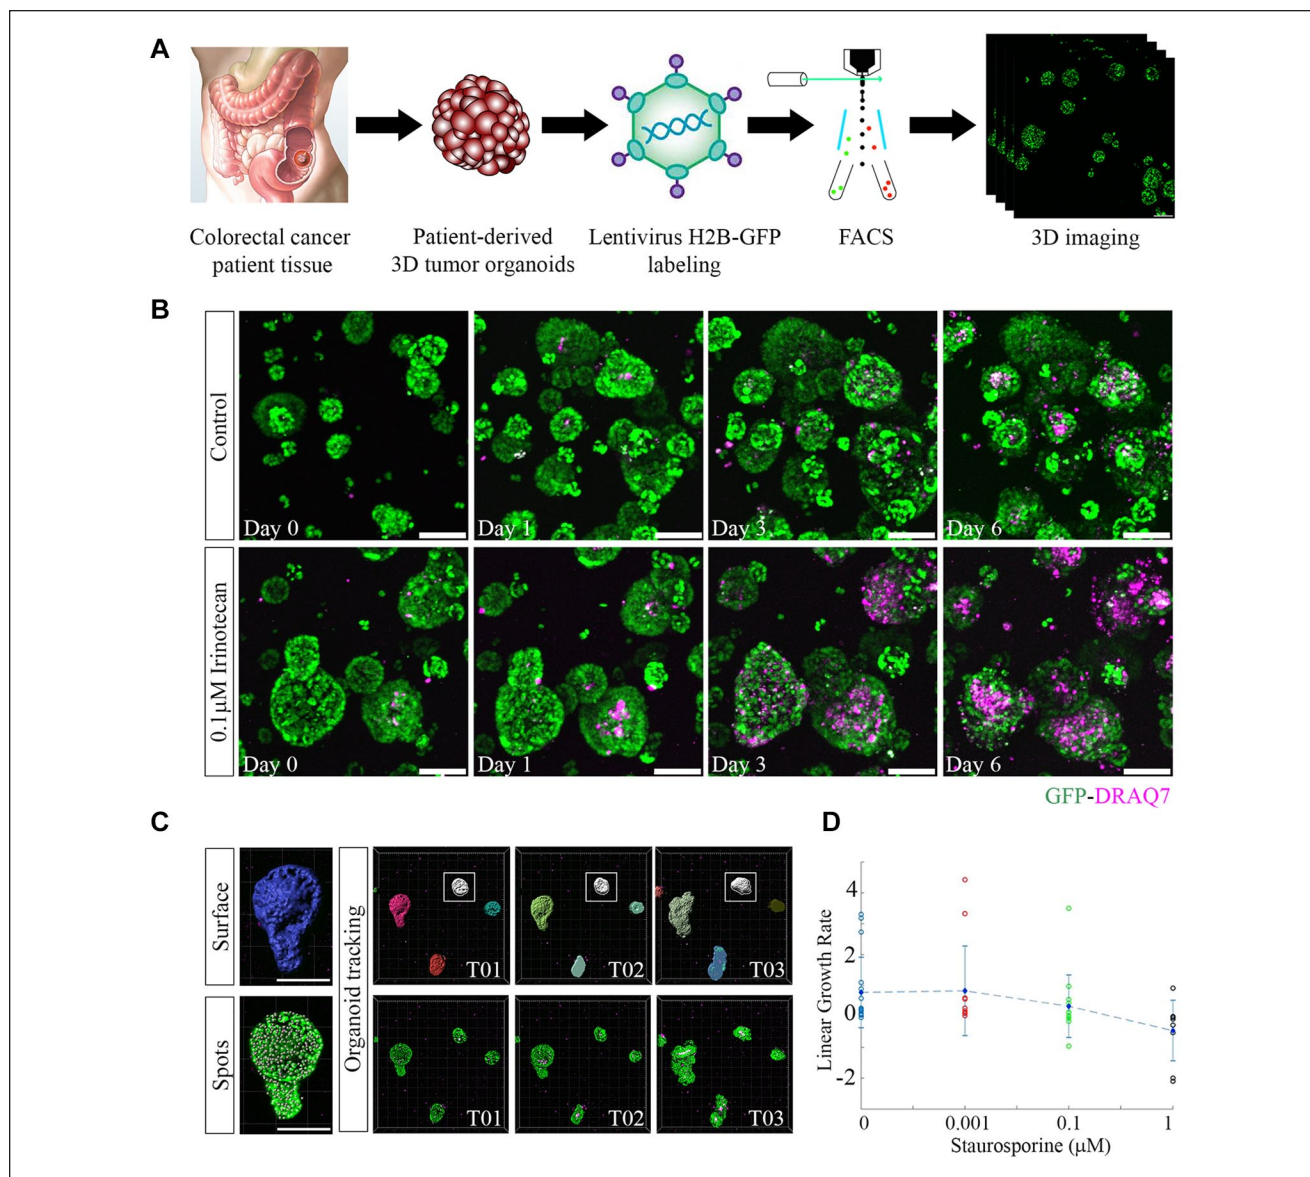 A
Colorectal cancer
patient tissue
Patient-derived
3D tumor organoids
Lentivirus H2B-GFP
labeling
FACS
3D imaging
B
Control
Day 0
Day 1
Day 3
Day 6
0.1μM Irinotecan
Day 0
Day 1
Day 3
Day 6
GFP-DRAQ7
C
Surface
Organoid tracking
T01
T02
T03
Spots
T01
T02
T03
D
Linear Growth Rate
4
2
0
-2
0
0.001
0.1
1
Staurosporine (μM)